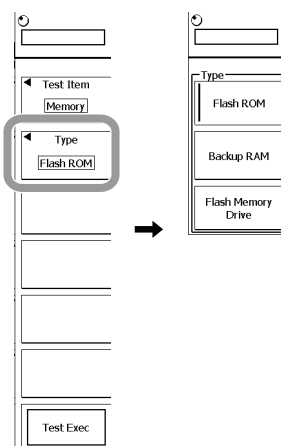 Test Item
Memory
Type
Flash ROM
Test Exec
Type
Flash ROM
Backup RAM
Flash Memory
Drive